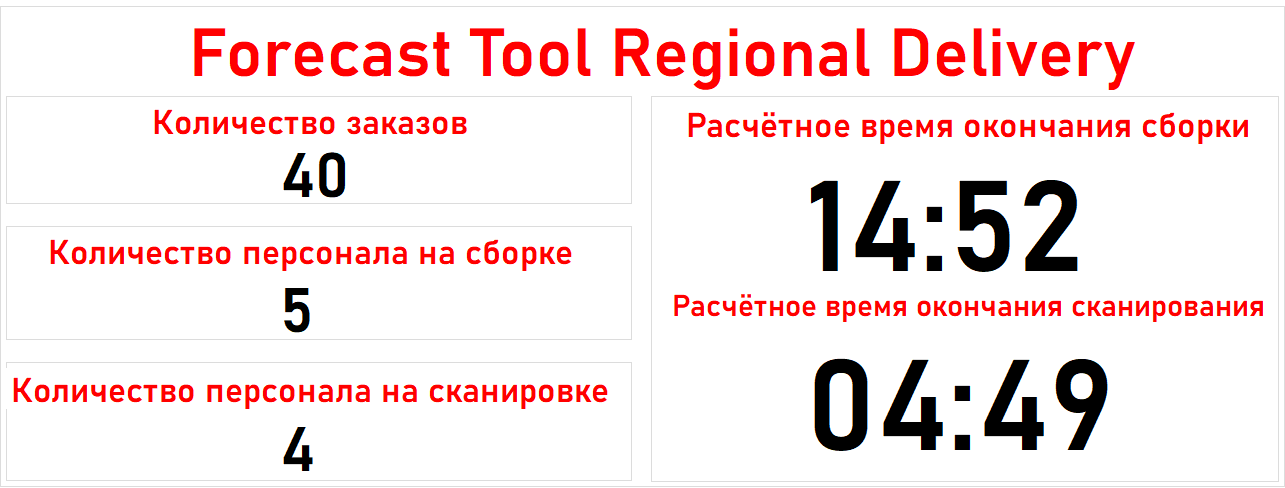 Forecast Tool Regional Delivery
Количество заказов
40
Количество персонала на сборке
5
Количество персонала на сканировке
4
Расчётное время окончания сборки
14:52
Расчётное время окончания сканирования
04:49